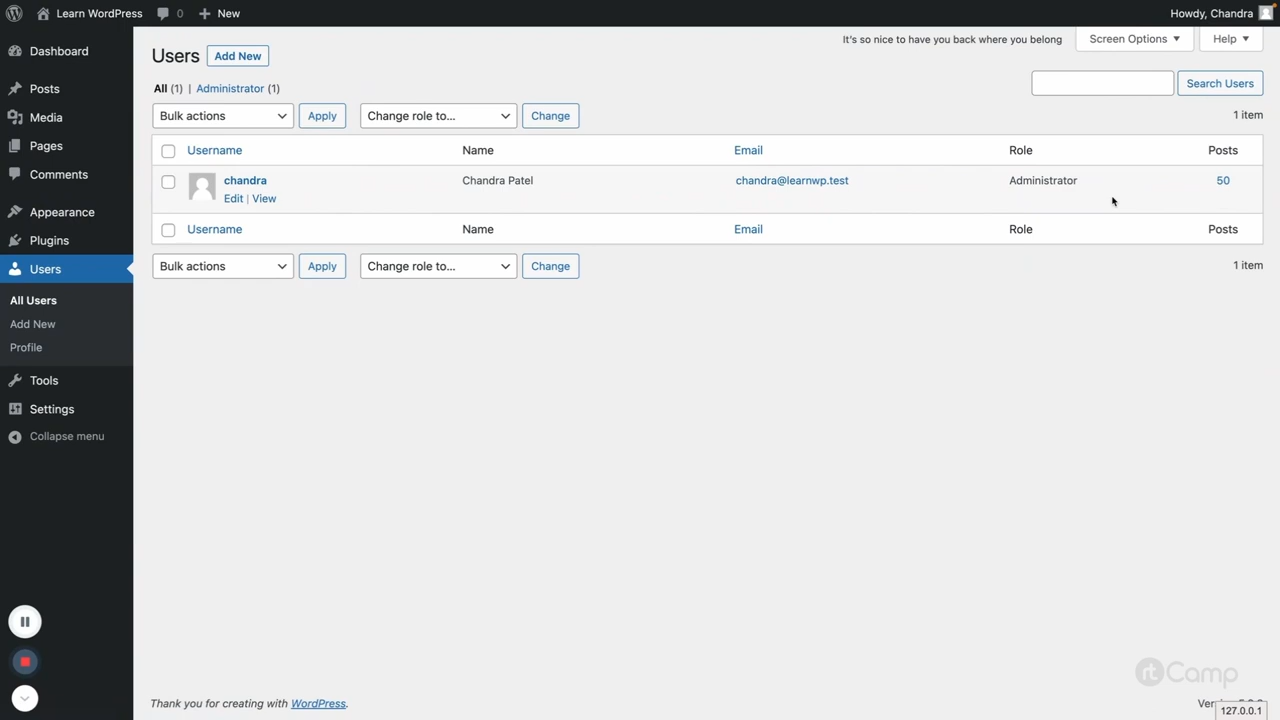 Learn WordPress 0 New Howdy, Chandra
Dashboard
Posts
Media
Pages
Comments
Appearance
Plugins
Users
All Users
Add New
Profile
Tools
Settings
Collapse menu
It's so nice to have you back where you belong Screen Options Help
Users Add New
All (1) | Administrator (1)
Search Users
Bulk actions Apply Change role to... Change 1 item
Username Name Email Role Posts
chandra Chandra Patel chandra@learnwp.test Administrator 50
Edit | View
Username Name Email Role Posts
Bulk actions Apply Change role to... Change 1 item
rtCamp
Thank you for creating with WordPress.
127.0.0.1